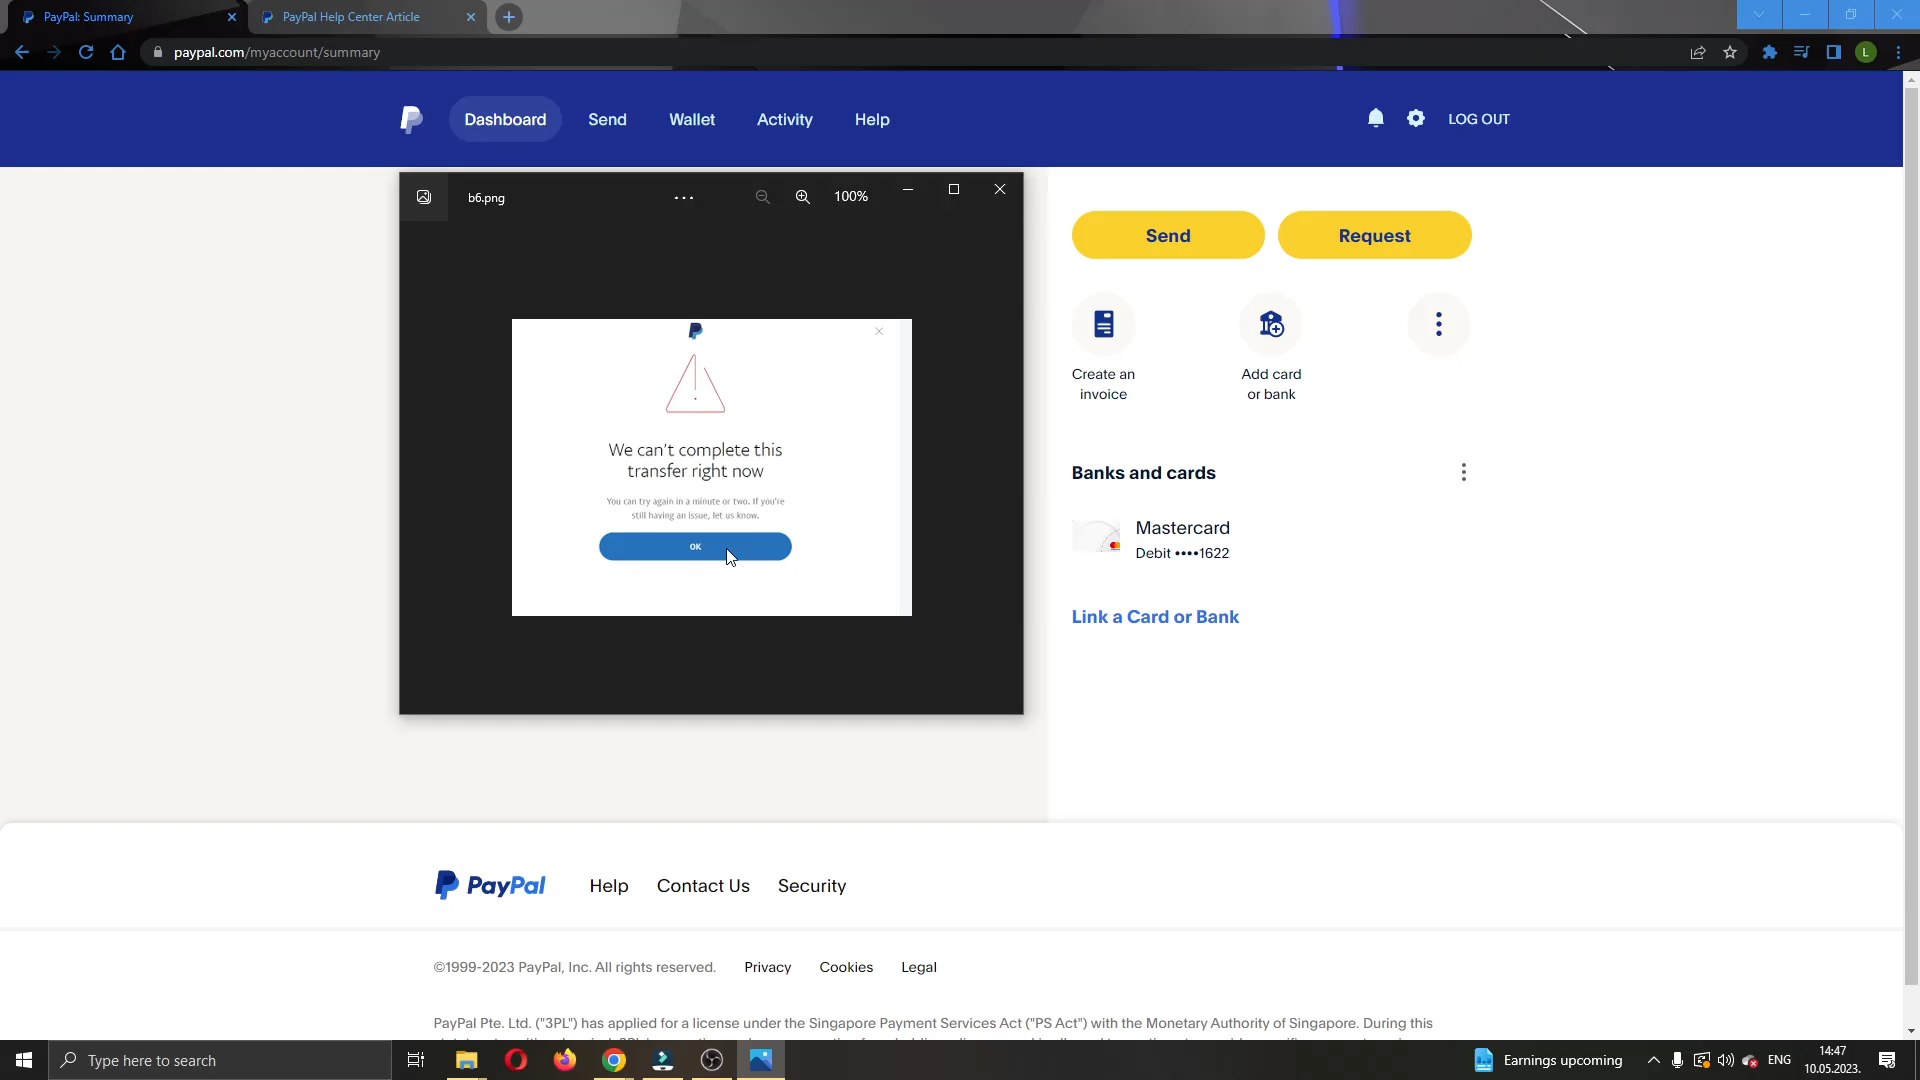 PayPal: Summary
PayPal Help Center Article
paypal.com/myaccount/summary
L
Dashboard
Send
Wallet
Activity
Help
LOG OUT
b6.png
100%
We can't complete this
transfer right now
You can try again in a minute or two. If you're
still having an issue, let us know.
OK
Send
Request
Create an
invoice
Add card
or bank
Banks and cards
Mastercard
Debit ••••1622
Link a Card or Bank
PayPal
Help
Contact Us
Security
©1999-2023 PayPal, Inc. All rights reserved.
Privacy
Cookies
Legal
PayPal Pte. Ltd. ("3PL") has applied for a license under the Singapore Payment Services Act ("PS Act") with the Monetary Authority of Singapore. During this
Type here to search
Earnings upcoming
ENG
14:47
10.05.2023.